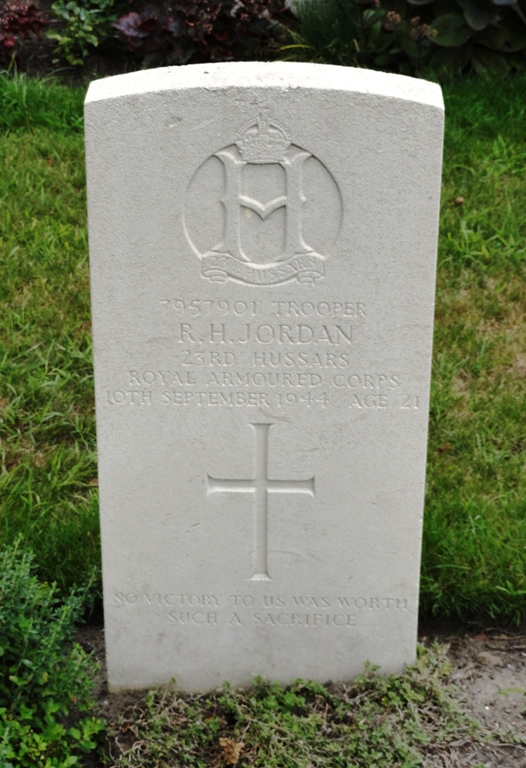 H
HUSSARS
7957901 TROOPER
R.H. JORDAN
23RD HUSSARS
ROYAL ARMOURED CORPS
10TH SEPTEMBER 1944 AGE 21
NO VICTORY TO US WAS WORTH
SUCH A SACRIFICE